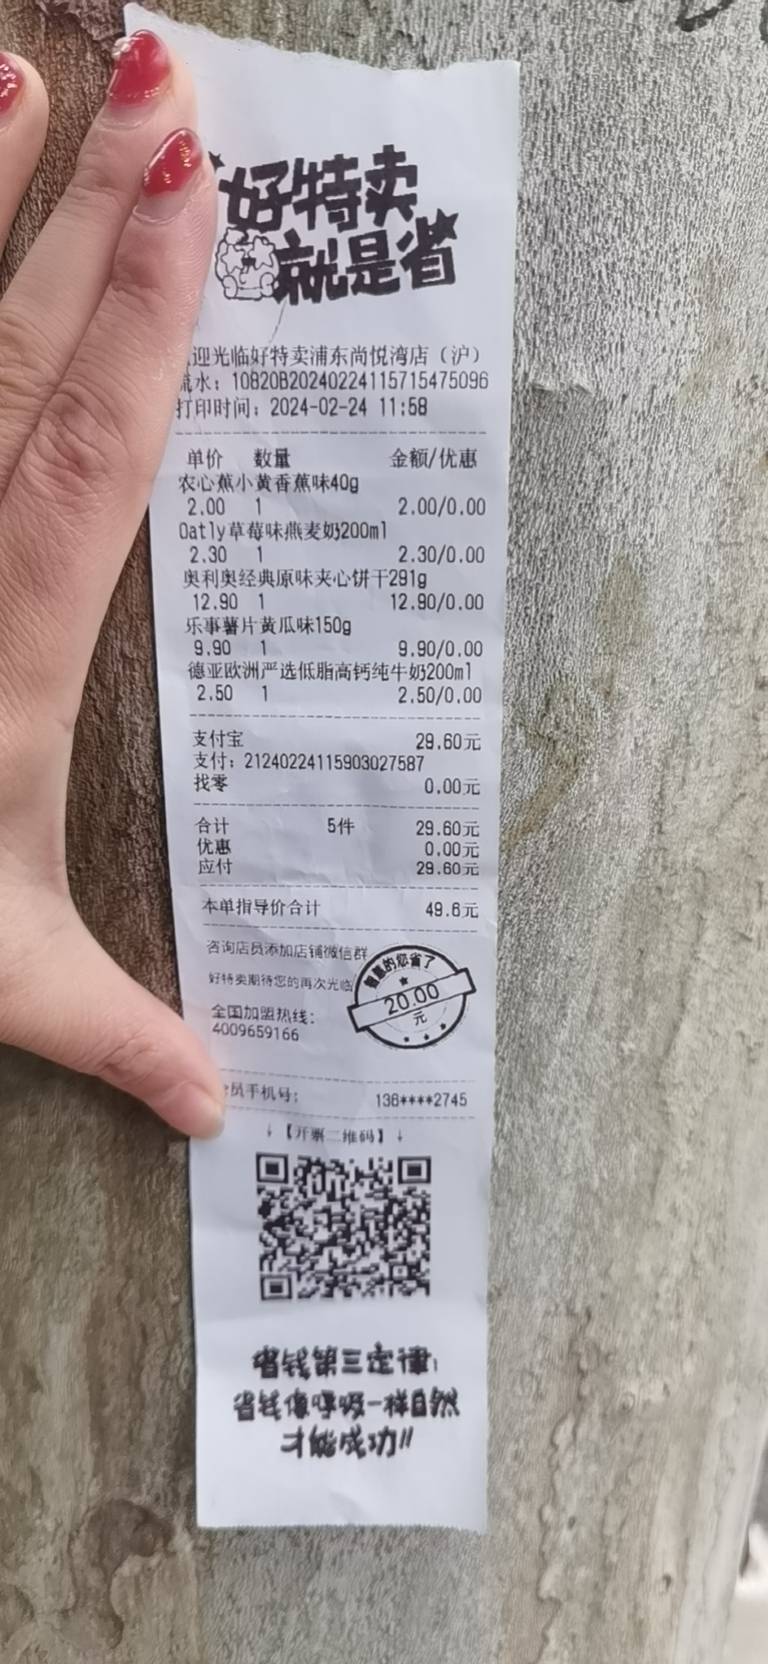 好特卖
就是省
迎光临好特卖浦东尚悦湾店（沪）
流水：10820B20240224115715475096
打印时间：2024-02-24 11:58
单价 数量 金额/优惠
农心蕉小黄香蕉味40g
2.00 1 2.00/0.00
Oatly草莓味燕麦奶200ml
2.30 1 2.30/0.00
奥利奥经典原味夹心饼干291g
12.90 1 12.90/0.00
乐事薯片黄瓜味150g
9.90 1 9.90/0.00
德亚欧洲严选低脂高钙纯牛奶200ml
2.50 1 2.50/0.00
支付宝 29.60元
支付：21240224115903027587
找零 0.00元
合计 5件 29.60元
优惠 0.00元
应付 29.60元
本单指导价合计 49.6元
咨询店员添加店铺微信群
好特卖期待您的再次光临
智慧的您省了
20.00
元
全国加盟热线：
4009659166
员手机号： 136****2745
↓【开票二维码】↓
省钱第三定律：
省钱像呼吸一样自然
才能成功!!